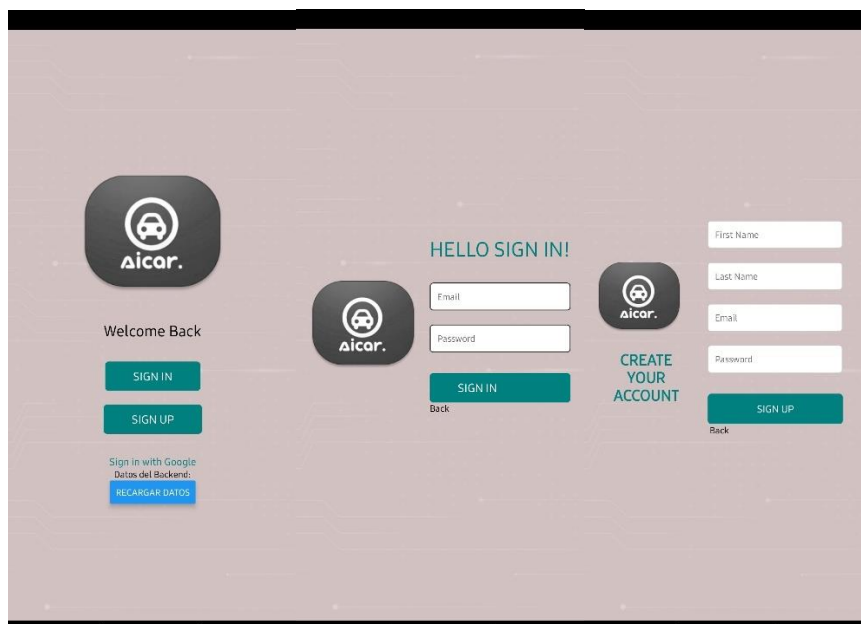 Aicar.
Welcome Back
SIGN IN
SIGN UP
Sign in with Google
Datos del Backend:
RECARGAR DATOS
Aicar.
HELLO SIGN IN!
Email
Password
SIGN IN
Back
Aicar.
CREATE
YOUR
ACCOUNT
First Name
Last Name
Email
Password
SIGN UP
Back